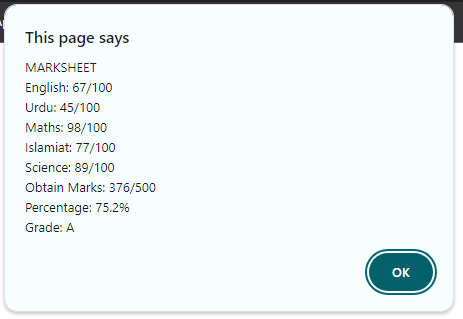 This page says
MARKSHEET
English: 67/100
Urdu: 45/100
Maths: 98/100
Islamiat: 77/100
Science: 89/100
Obtain Marks: 376/500
Percentage: 75.2%
Grade: A
OK